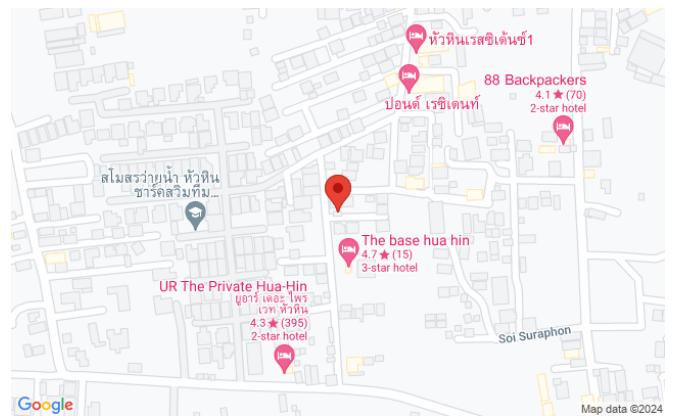 หัวหินเรสซิเด้นซ์1
ปอนด์ เรซิเดนท์
88 Backpackers
4.1★(70)
2-star hotel
สโมสรว่ายน้ำ หัวหิน
ชาร์คสวิมทีม...
The base hua hin
4.7★(15)
3-star hotel
UR The Private Hua-Hin
ยูอาร์ เดอะ ไพร
เวท หัวหิน
4.3★(395)
2-star hotel
Soi Suraphon
Google
Map data ©2024